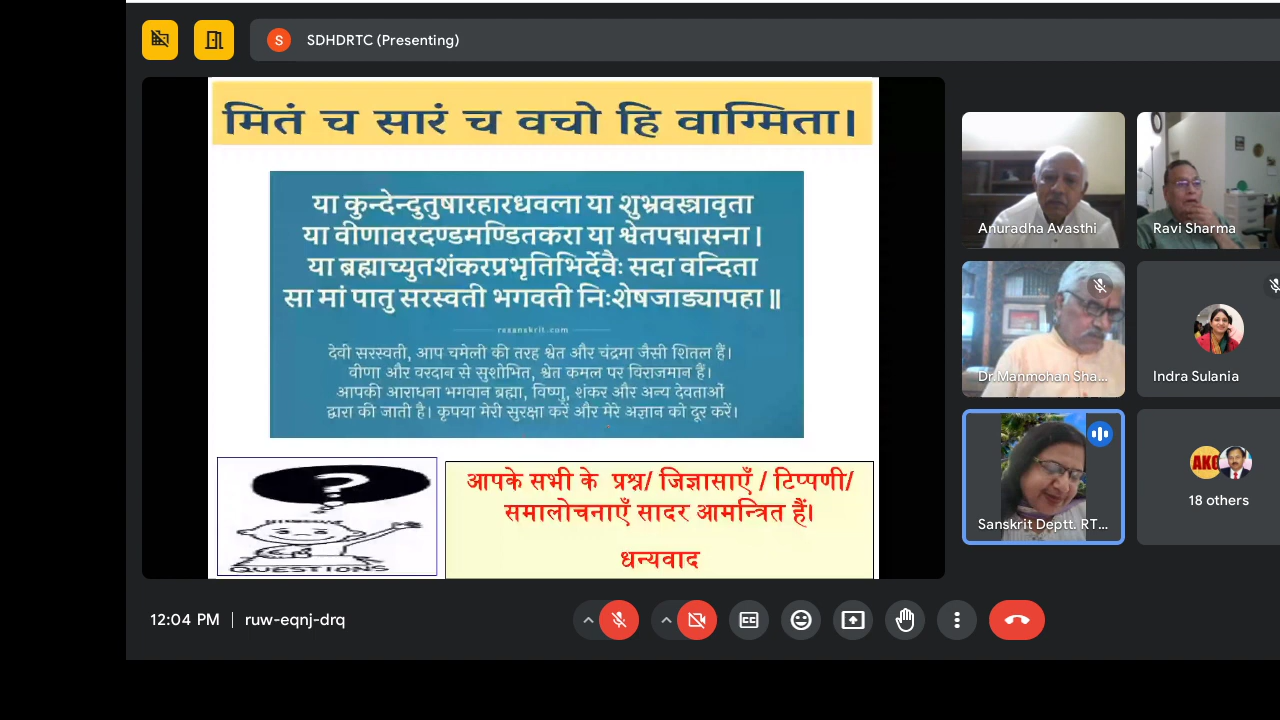 SDHDRTC (Presenting)
मितं च सारं च वचो हि वाग्मिता।
या कुन्देन्दुतुषारहारधवला या शुभ्रवस्त्रावृता
या वीणावरदण्डमण्डितकरा या श्वेतपद्मासना |
या ब्रह्माच्युतशंकरप्रभृतिभिर्देवैः सदा वन्दिता
सा मां पातु सरस्वती भगवती निःशेषजाड्यापहा ||
resanskrit.com
देवी सरस्वती, आप चमेली की तरह श्वेत और चंद्रमा जैसी शितल हैं।
वीणा और वरदान से सुशोभित, श्वेत कमल पर विराजमान हैं।
आपकी आराधना भगवान ब्रह्मा, विष्णु, शंकर और अन्य देवताओं
द्वारा की जाती है। कृपया मेरी सुरक्षा करें और मेरे अज्ञान को दूर करें।
QUESTIONS
आपके सभी के प्रश्न/ जिज्ञासाएँ / टिप्पणी/
समालोचनाएँ सादर आमन्त्रित हैं।
धन्यवाद
Anuradha Avasthi
Ravi Sharma
Dr.Manmohan Sha...
Indra Sulania
Sanskrit Deptt. RT...
AKG
18 others
12:04 PM | ruw-eqnj-drq